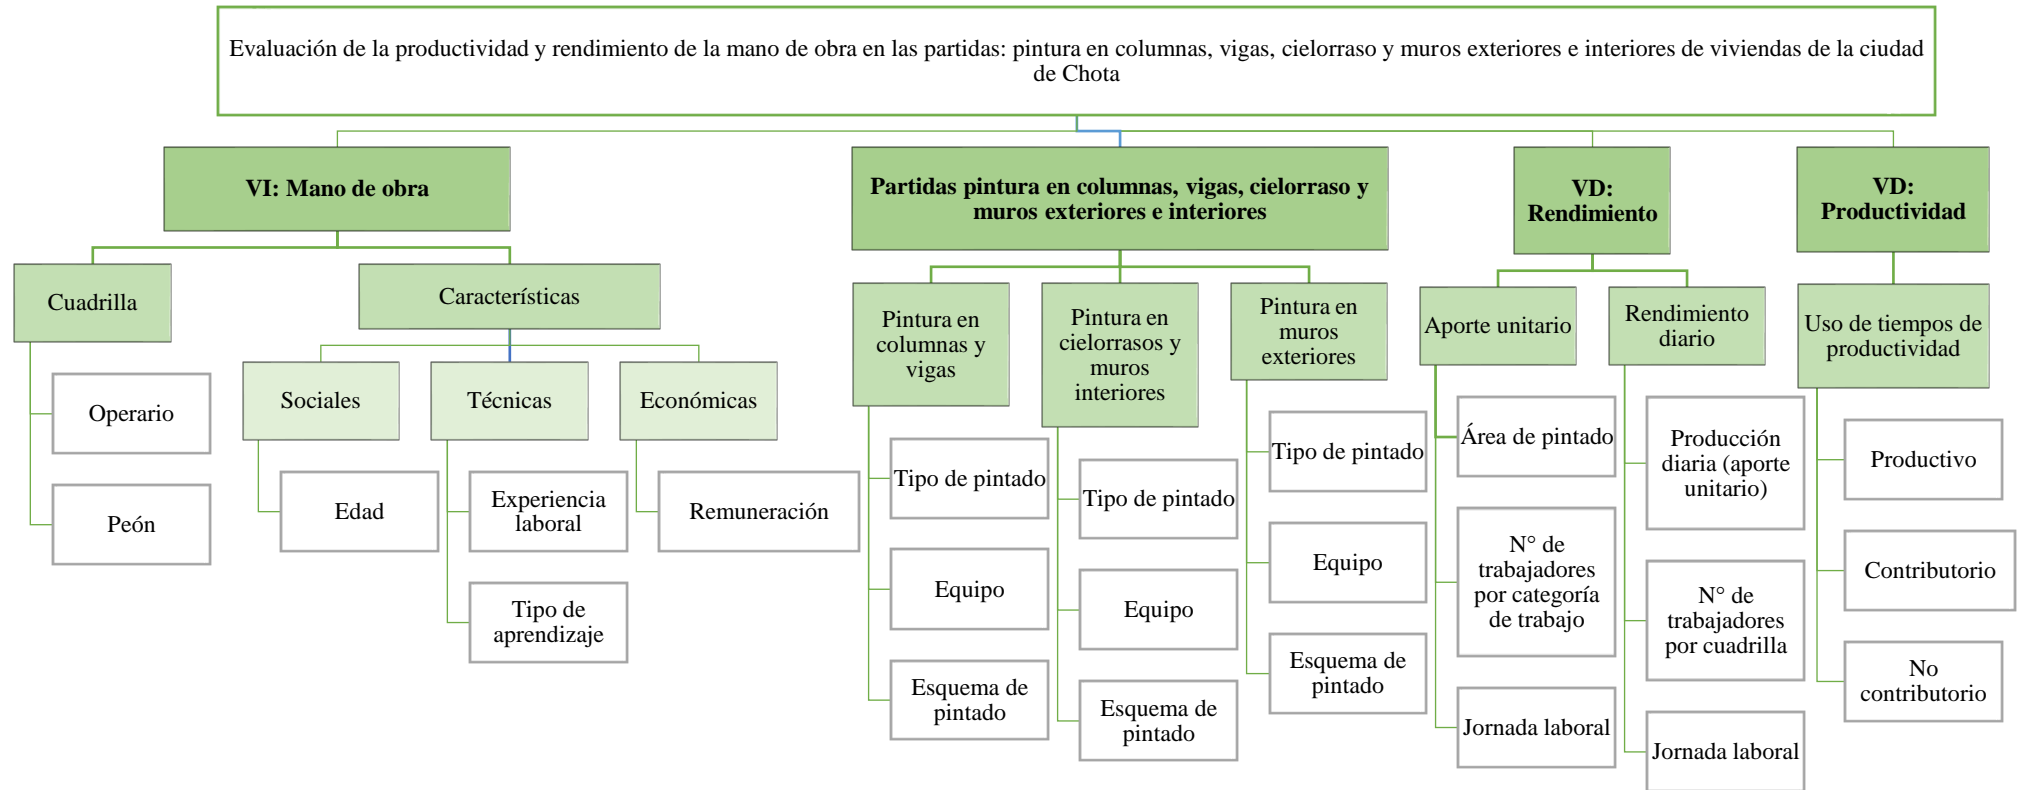 Evaluación de la productividad y rendimiento de la mano de obra en las partidas: pintura en columnas, vigas, cielorraso y muros exteriores e interiores de viviendas de la ciudad
de Chota
VI: Mano de obra
Cuadrilla
Operario
Peón
Características
Sociales
Edad
Técnicas
Experiencia
laboral
Tipo de
aprendizaje
Económicas
Remuneración
Partidas pintura en columnas, vigas, cielorraso y
muros exteriores e interiores
Pintura en
columnas y
vigas
Tipo de pintado
Equipo
Esquema de
pintado
Pintura en
cielorrasos y
muros
interiores
Tipo de pintado
Equipo
Esquema de
pintado
Pintura en
muros
exteriores
Tipo de pintado
Equipo
Esquema de
pintado
VD:
Rendimiento
Aporte unitario
Área de pintado
N° de
trabajadores
por categoría
de trabajo
Jornada laboral
Rendimiento
diario
Producción
diaria (aporte
unitario)
N° de
trabajadores
por cuadrilla
Jornada laboral
VD:
Productividad
Uso de tiempos de
productividad
Productivo
Contributorio
No
contributorio